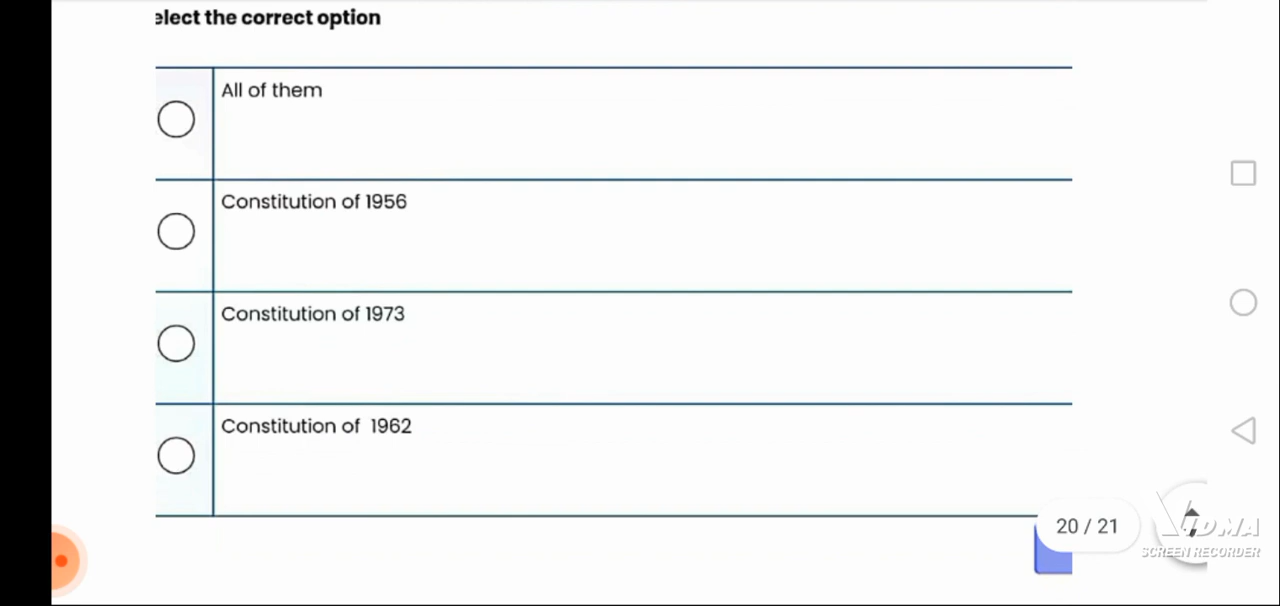 elect the correct option
All of them
Constitution of 1956
Constitution of 1973
Constitution of 1962
20 / 21
VIDMA
SCREEN RECORDER